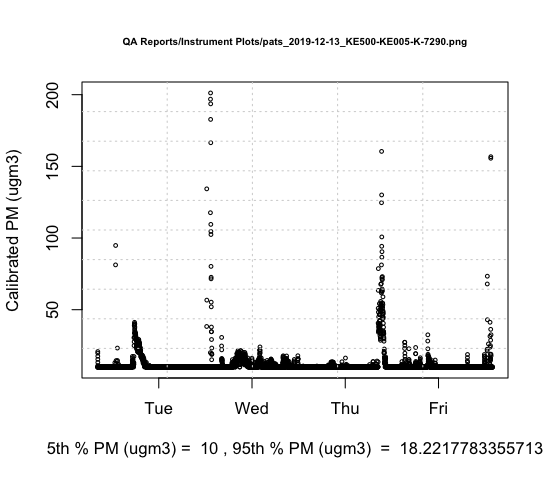 QA Reports/Instrument Plots/pats_2019-12-13_KE500-KE005-K-7290.png
Calibrated PM (ugm3)
200
150
100
50
Tue Wed Thu Fri
5th % PM (ugm3) = 10 , 95th % PM (ugm3) = 18.2217783355713